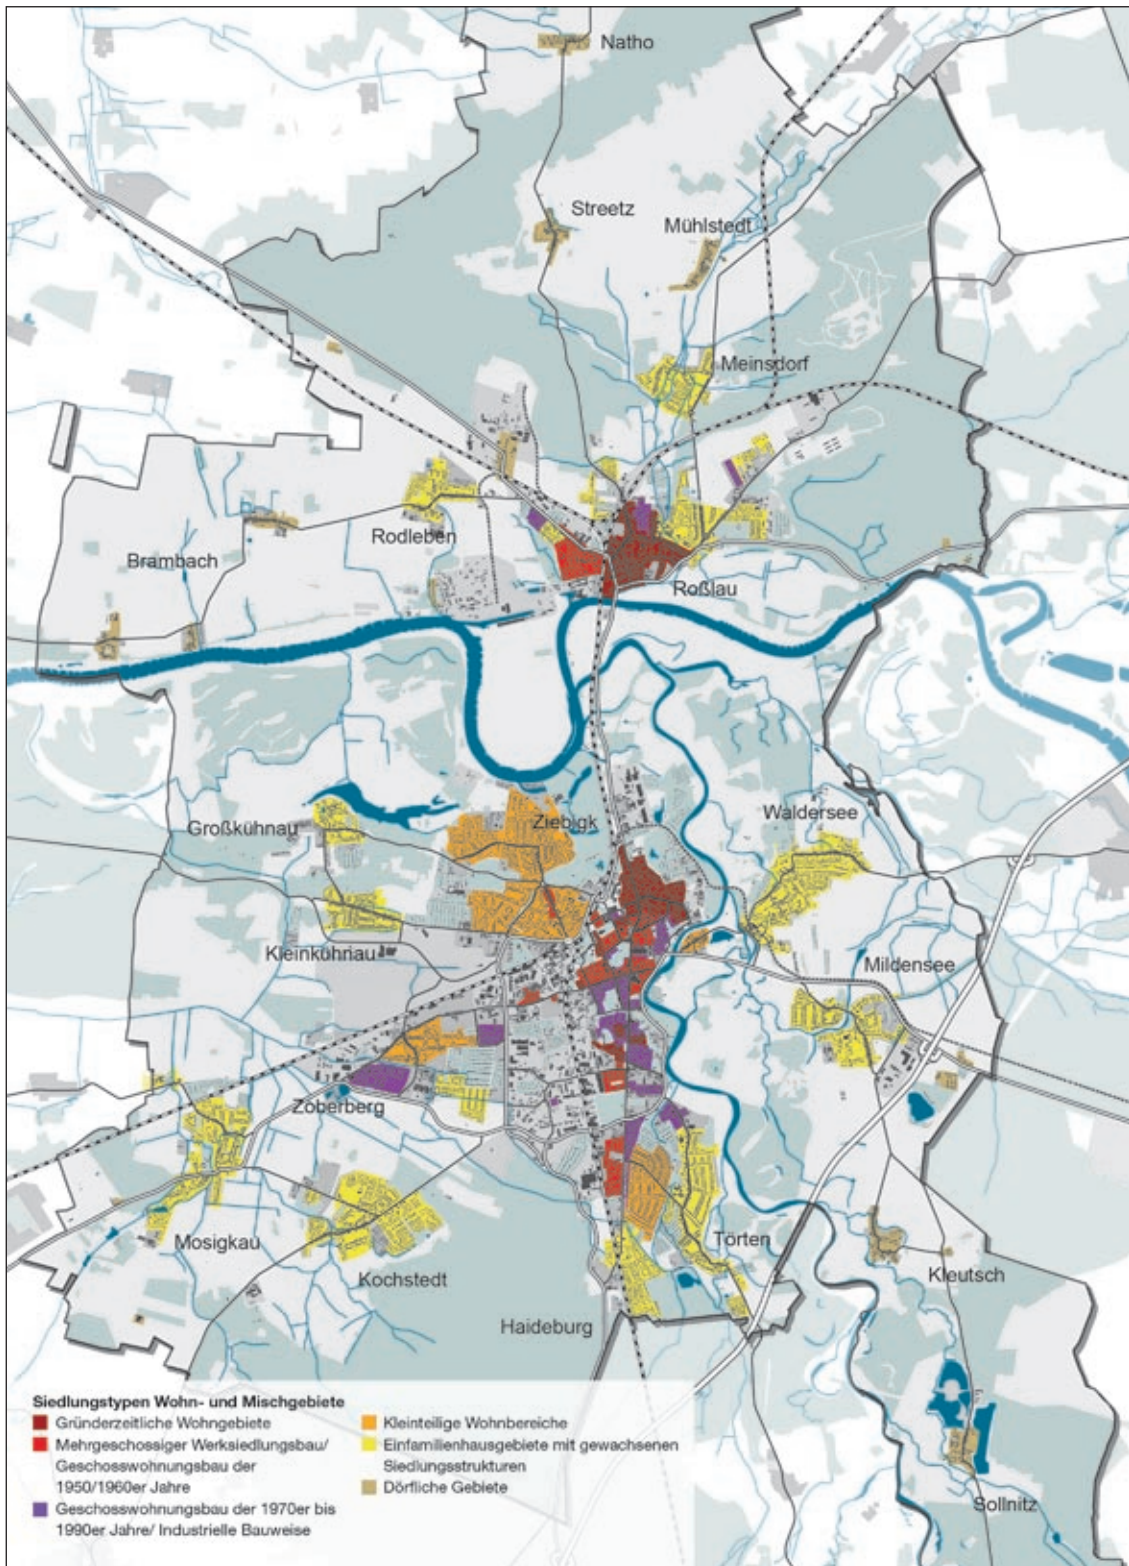 Natho
Streetz
Mühlstedt
Meinsdorf
Rodleben
Brambach
Roßlau
Großkühnau
Ziebigk
Waldersee
Kleinkühnau
Mildensee
Zoberberg
Mosigkau
Törten
Kochstedt
Kleutsch
Haideburg
Sollnitz
Siedlungstypen Wohn- und Mischgebiete
Gründerzeitliche Wohngebiete
Mehrgeschossiger Werksiedlungsbau/
Geschosswohnungsbau der
1950/1960er Jahre
Geschosswohnungsbau der 1970er bis
1990er Jahre/ Industrielle Bauweise
Kleinteilige Wohnbereiche
Einfamilienhausgebiete mit gewachsenen
Siedlungsstrukturen
Dörfliche Gebiete